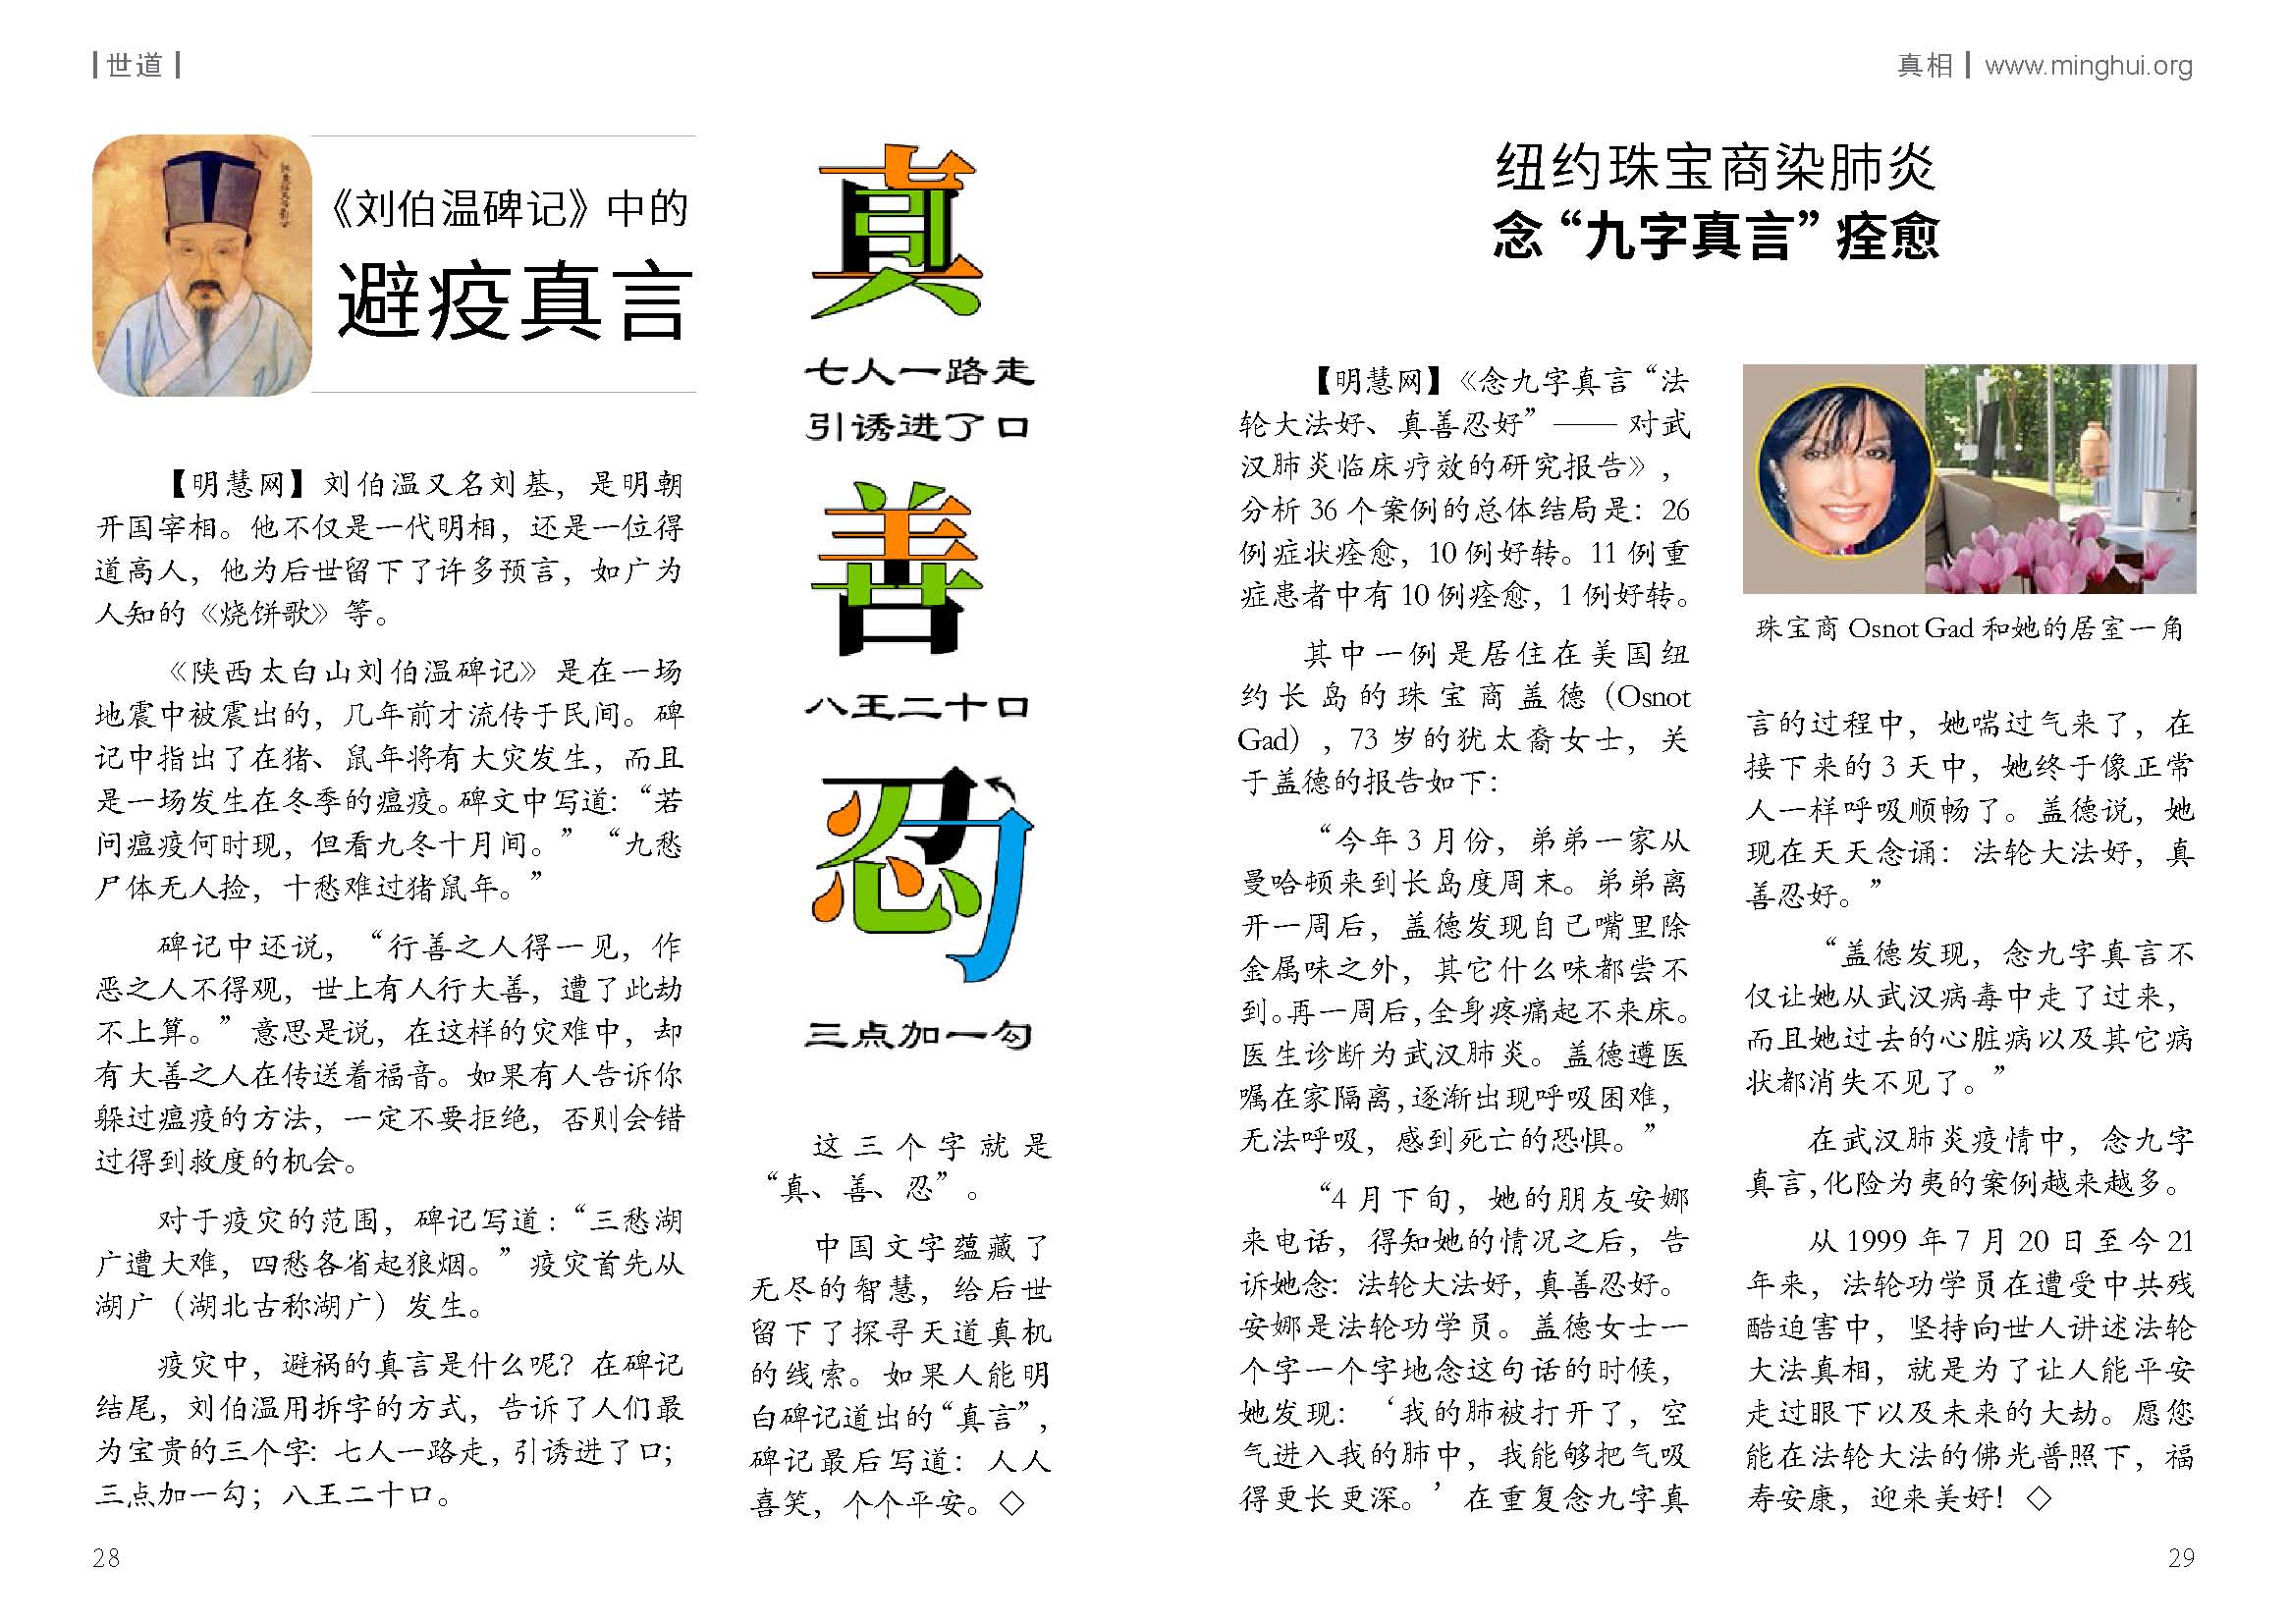 世道
《刘伯温碑记》中的
避疫真言
【明慧网】刘伯温又名刘基，是明朝
开国宰相。他不仅是一代明相，还是一位得
道高人，他为后世留下了许多预言，如广为
人知的《烧饼歌》等。
《陕西太白山刘伯温碑记》是在一场
地震中被震出的，几年前才流传于民间。碑
记中指出了在猪、鼠年将有大灾发生，而且
是一场发生在冬季的瘟疫。碑文中写道：“若
问瘟疫何时现，但看九冬十月间。”“九愁
尸体无人捡，十愁难过猪鼠年。”
碑记中还说，“行善之人得一见，作
恶之人不得观，世上有人行大善，遭了此劫
不上算。”意思是说，在这样的灾难中，却
有大善之人在传送着福音。如果有人告诉你
躲过瘟疫的方法，一定不要拒绝，否则会错
过得到救度的机会。
对于疫灾的范围，碑记写道：“三愁湖
广遭大难，四愁各省起狼烟。”疫灾首先从
湖广（湖北古称湖广）发生。
疫灾中，避祸的真言是什么呢？在碑记
结尾，刘伯温用拆字的方式，告诉了人们最
为宝贵的三个字：七人一路走，引诱进了口；
三点加一勾；八王二十口。
28
真
七人一路走
引诱进了口
善
八王二十口
忍
三点加一勾
这三个字就是
“真、善、忍”。
中国文字蕴藏了
无尽的智慧，给后世
留下了探寻天道真机
的线索。如果人能明
白碑记道出的“真言”，
碑记最后写道：人人
喜笑，个个平安。◇
真相 www.minghui.org
纽约珠宝商染肺炎
念“九字真言”痊愈
【明慧网】《念九字真言“法
轮大法好、真善忍好”——对武
汉肺炎临床疗效的研究报告》，
分析 36 个案例的总体结局是：26
例症状痊愈，10 例好转。11 例重
症患者中有 10 例痊愈，1 例好转。
其中一例是居住在美国纽
约长岛的珠宝商盖德（Osnot
Gad），73 岁的犹太裔女士，关
于盖德的报告如下：
“今年 3 月份，弟弟一家从
曼哈顿来到长岛度周末。弟弟离
开一周后，盖德发现自己嘴里除
金属味之外，其它什么味都尝不
到。再一周后，全身疼痛起不来床。
医生诊断为武汉肺炎。盖德遵医
嘱在家隔离，逐渐出现呼吸困难，
无法呼吸，感到死亡的恐惧。”
“4 月下旬，她的朋友安娜
来电话，得知她的情况之后，告
诉她念：法轮大法好，真善忍好。
安娜是法轮功学员。盖德女士一
个字一个字地念这句话的时候，
她发现：‘我的肺被打开了，空
气进入我的肺中，我能够把气吸
得更长更深。’在重复念九字真
珠宝商 Osnot Gad 和她的居室一角
言的过程中，她喘过气来了，在
接下来的 3 天中，她终于像正常
人一样呼吸顺畅了。盖德说，她
现在天天念诵：法轮大法好，真
善忍好。”
“盖德发现，念九字真言不
仅让她从武汉病毒中走了过来，
而且她过去的心脏病以及其它病
状都消失不见了。”
在武汉肺炎疫情中，念九字
真言，化险为夷的案例越来越多。
从 1999 年 7 月 20 日至今 21
年来，法轮功学员在遭受中共残
酷迫害中，坚持向世人讲述法轮
大法真相，就是为了让人能平安
走过眼下以及未来的大劫。愿您
能在法轮大法的佛光普照下，福
寿安康，迎来美好！◇
29